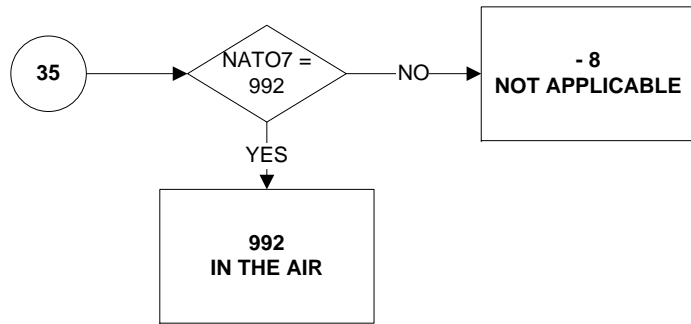 35
NATO7 =
992
NO
- 8
NOT APPLICABLE
YES
992
IN THE AIR